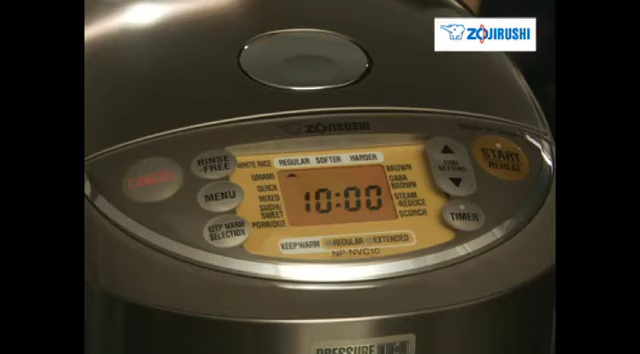 ZOJIRUSHI
ZOJIRUSHI
RINSE
-FREE
WHITE RICE
REGULAR SOFTER HARDER
BROWN
START
REHEAT
CANCEL
UMAMI
GABA
BROWN
TIME
SETTING
MENU
QUICK
MIXED
SUSHI
SWEET
PORRIDGE
10:00
STEAM
-REDUCE
SCORCH
TIMER
KEEP WARM
SELECTION
KEEP WARM REGULAR EXTENDED
NP-NVC10
PRESSURE IH